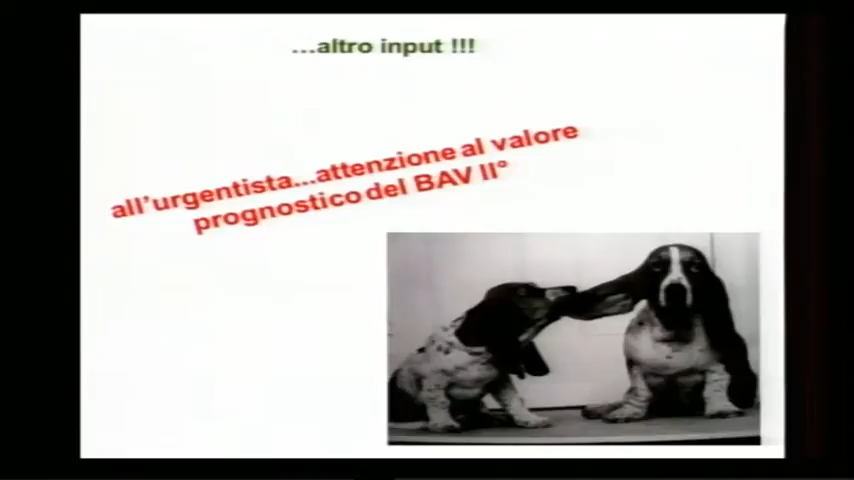 ...altro input !!!
all'urgentista...attenzione al valore
prognostico del BAV II°